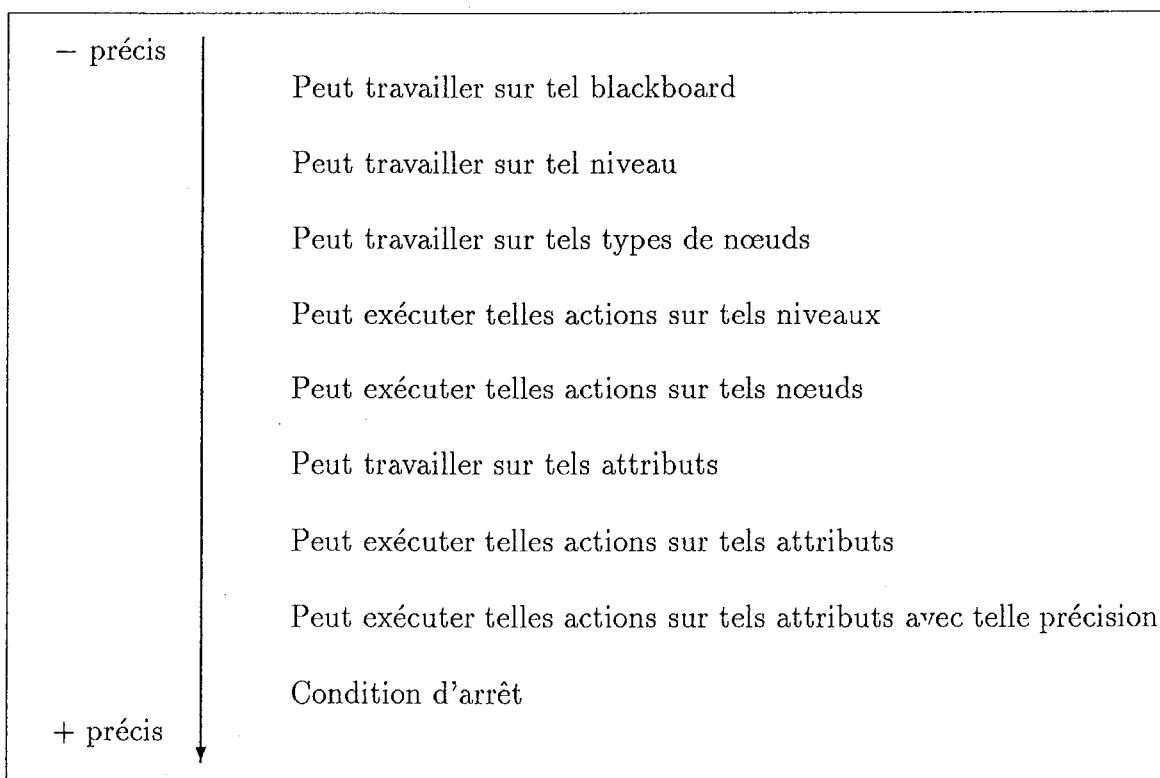 − précis
Peut travailler sur tel blackboard
Peut travailler sur tel niveau
Peut travailler sur tels types de nœuds
Peut exécuter telles actions sur tels niveaux
Peut exécuter telles actions sur tels nœuds
Peut travailler sur tels attributs
Peut exécuter telles actions sur tels attributs
Peut exécuter telles actions sur tels attributs avec telle précision
Condition d'arrêt
+ précis